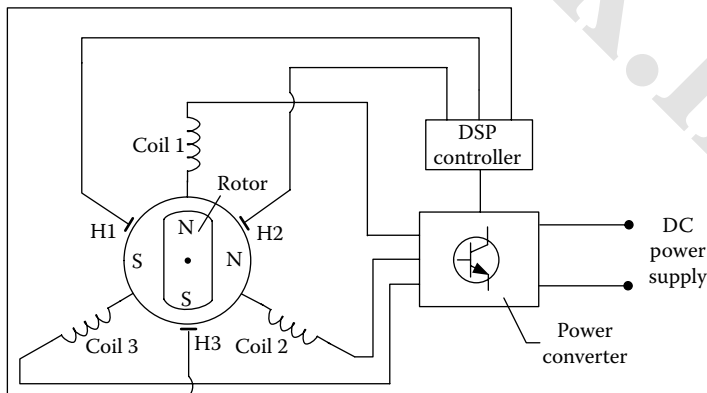 DSP
controller
Coil 1
Rotor
H1
N
H2
DC
power
supply
S
N
S
Coil 3
H3
Coil 2
Power
converter